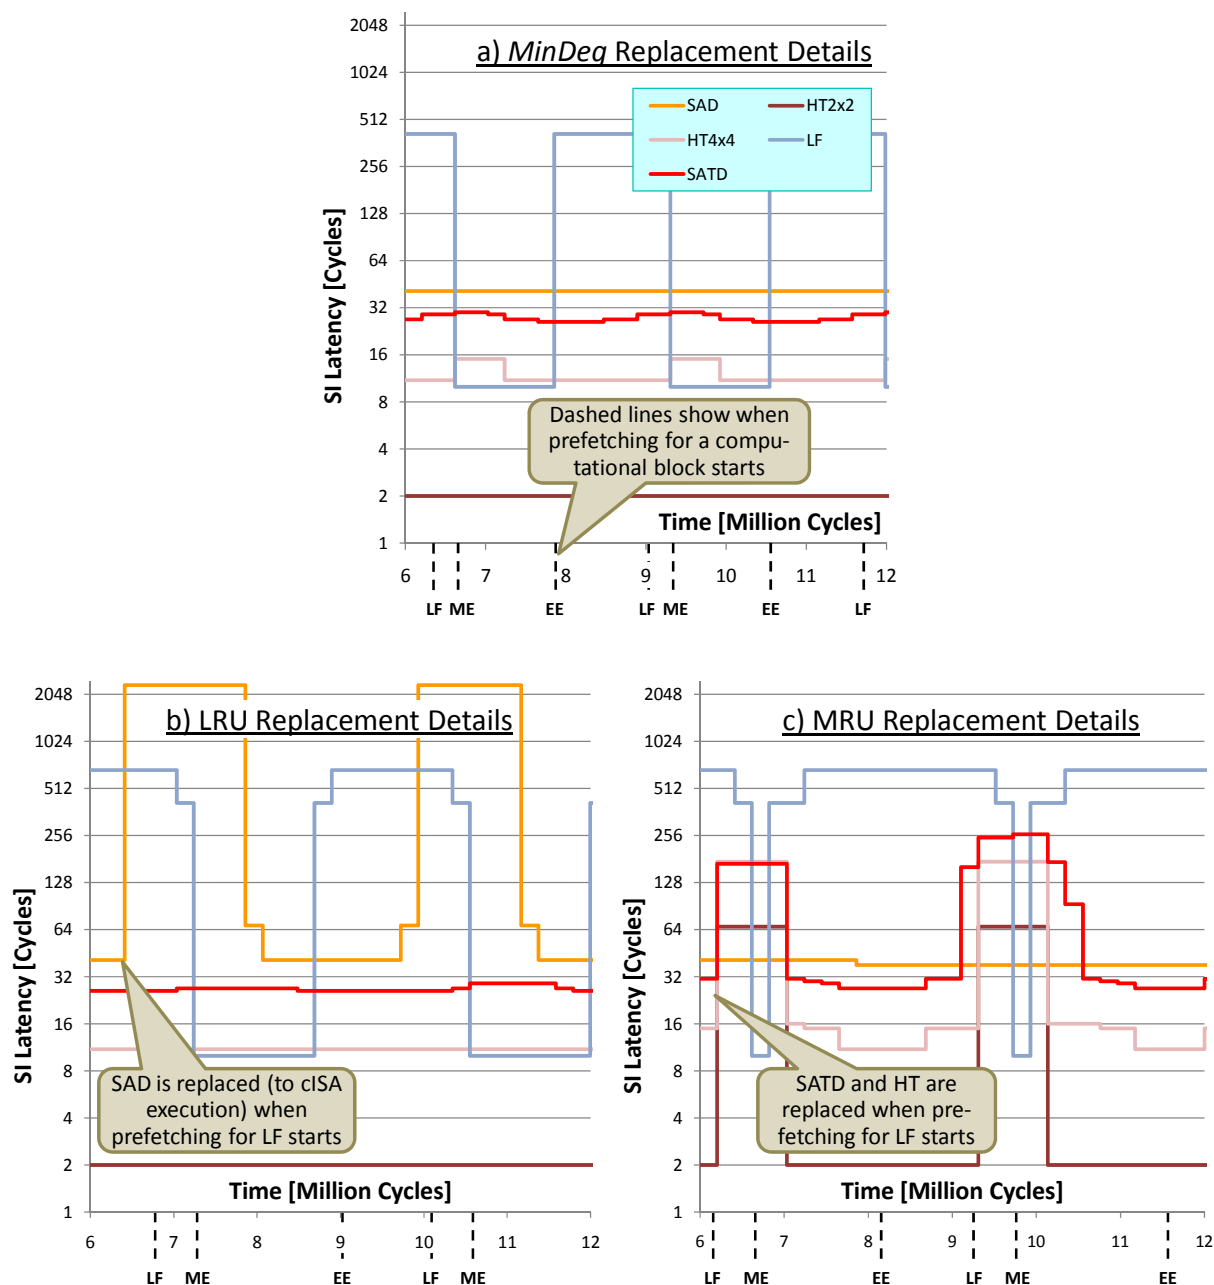 2048
a) MinDeg Replacement Details
1024
SAD HT2x2
512
HT4x4 LF
256
SATD
128
64
32
16
8
4
2
1
SI Latency [Cycles]
Dashed lines show when
prefetching for a compu-
tational block starts
Time [Million Cycles]
6 7 8 9 10 11 12
LF ME EE LF ME EE LF
2048
b) LRU Replacement Details
1024
512
256
128
64
32
16
8
4
2
1
SI Latency [Cycles]
SAD is replaced (to cISA
execution) when
prefetching for LF starts
Time [Million Cycles]
6 7 8 9 10 11 12
LF ME EE LF ME
2048
c) MRU Replacement Details
1024
512
256
128
64
32
16
8
4
2
1
SI Latency [Cycles]
SATD and HT are
replaced when pre-
fetching for LF starts
Time [Million Cycles]
6 7 8 9 10 11 12
LF ME EE LF ME EE